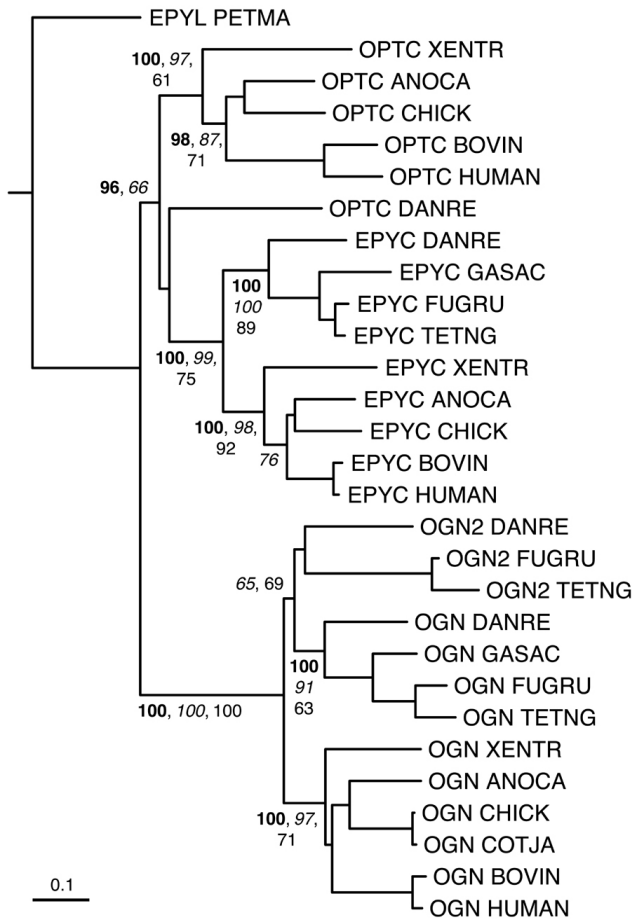 EPYL PETMA
OPTC XENTR
100, 97,
61
OPTC ANOCA
OPTC CHICK
98, 87,
71
OPTC BOVIN
OPTC HUMAN
96, 66
OPTC DANRE
EPYC DANRE
EPYC GASAC
100
100
89
EPYC FUGRU
EPYC TETNG
100, 99,
75
EPYC XENTR
EPYC ANOCA
100, 98,
92
EPYC CHICK
76
EPYC BOVIN
EPYC HUMAN
OGN2 DANRE
OGN2 FUGRU
65, 69
OGN2 TETNG
OGN DANRE
OGN GASAC
100
91
63
OGN FUGRU
100, 100, 100
OGN TETNG
OGN XENTR
OGN ANOCA
100, 97,
71
OGN CHICK
OGN COTJA
OGN BOVIN
0.1
OGN HUMAN